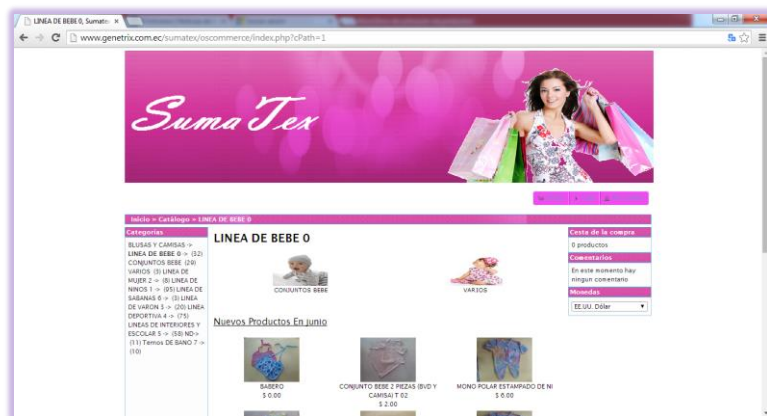 LINEA DE BEBE 0, Sumatex
www.genetrix.com.ec/sumatex/oscommerce/index.php?cPath=1
Suma Tex
Inicio » Catálogo » LINEA DE BEBE 0
Categorías
BLUSAS Y CAMISAS ->
LINEA DE BEBE 0 -> (32)
CONJUNTOS BEBE (29)
VARIOS (3) LINEA DE
MUJER 2 -> (8) LINEA DE
NINOS 1 -> (95) LINEA DE
SABANAS 6 -> (3) LINEA
DE VARON 3 -> (20) LINEA
DEPORTIVA 4 -> (75)
LINEAS DE INTERIORES Y
ESCOLAR 5 -> (58) ND->
(11) Ternos DE BANO 7 ->
(10)
LINEA DE BEBE 0
CONJUNTOS BEBE
VARIOS
Nuevos Productos En junio
BABERO
$ 0.00
CONJUNTO BEBE 2 PIEZAS (BVD Y
CAMISA) T 02
$ 2.00
MONO POLAR ESTAMPADO DE NI
$ 6.00
Cesta de la compra
0 productos
Comentarios
En este momento hay
ningun comentario
Monedas
EE.UU. Dólar